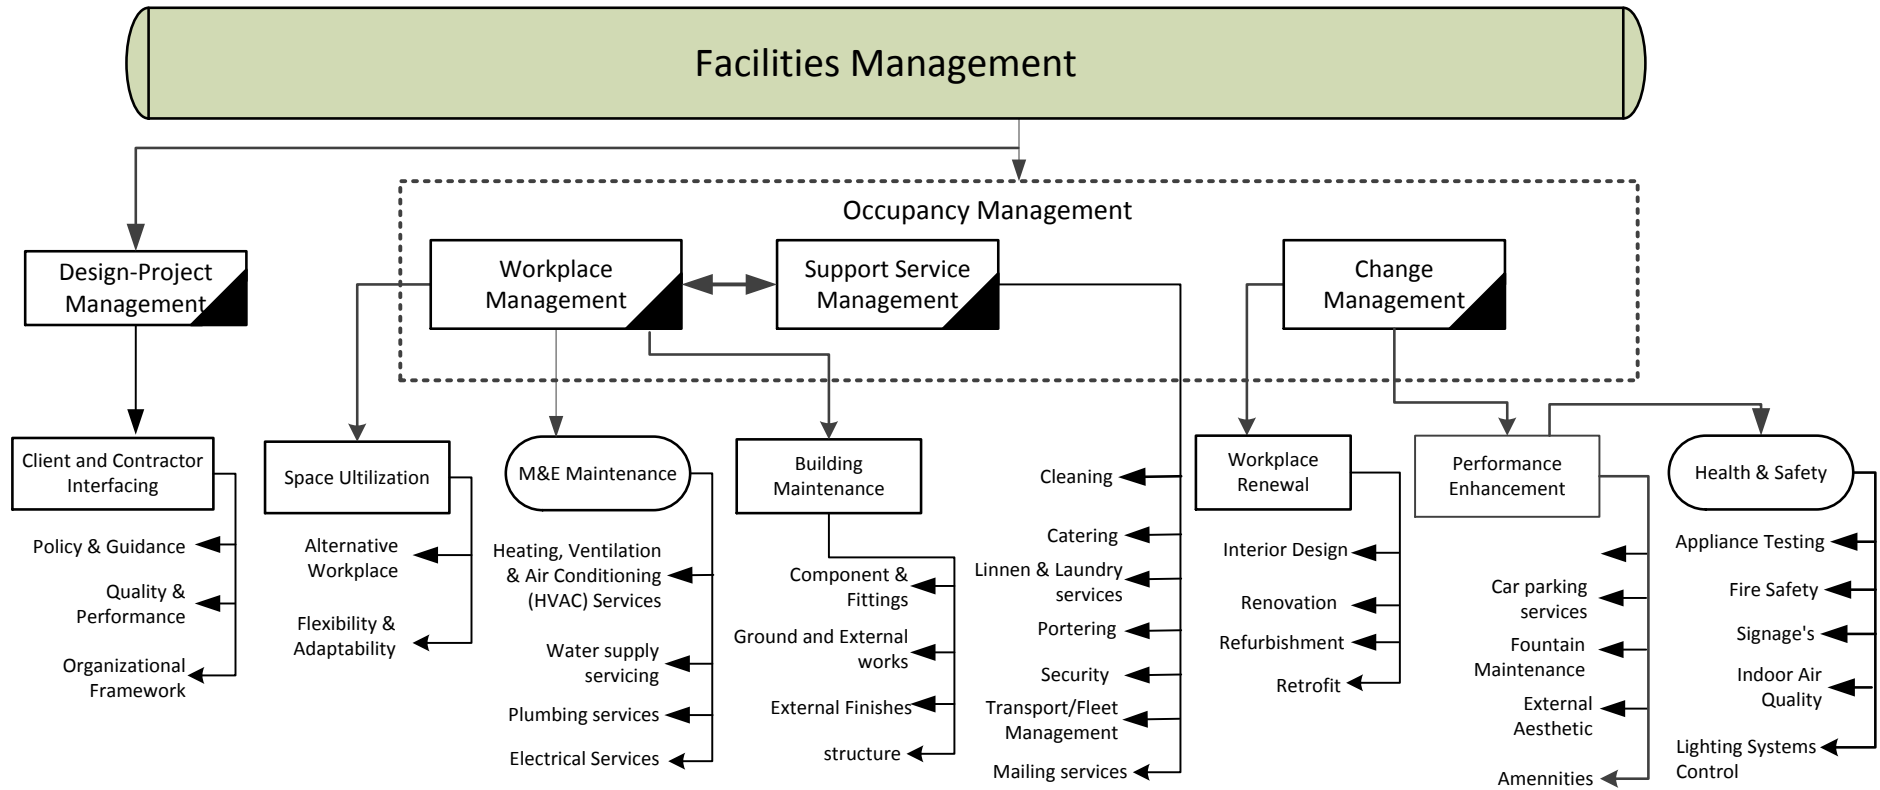 Facilities Management
Occupancy Management
Design-Project
Management
Workplace
Management
Support Service
Management
Change
Management
Client and Contractor
Interfacing
Policy & Guidance
Quality &
Performance
Organizational
Framework
Space Ultilization
Alternative
Workplace
Flexibility &
Adaptability
M&E Maintenance
Heating, Ventilation
& Air Conditioning
(HVAC) Services
Water supply
servicing
Plumbing services
Electrical Services
Building
Maintenance
Component &
Fittings
Ground and External
works
External Finishes
structure
Cleaning
Catering
Linnen & Laundry
services
Portering
Security
Transport/Fleet
Management
Mailing services
Workplace
Renewal
Interior Design
Renovation
Refurbishment
Retrofit
Performance
Enhancement
Car parking
services
Fountain
Maintenance
External
Aesthetic
Amennities
Health & Safety
Appliance Testing
Fire Safety
Signage's
Indoor Air
Quality
Lighting Systems
Control